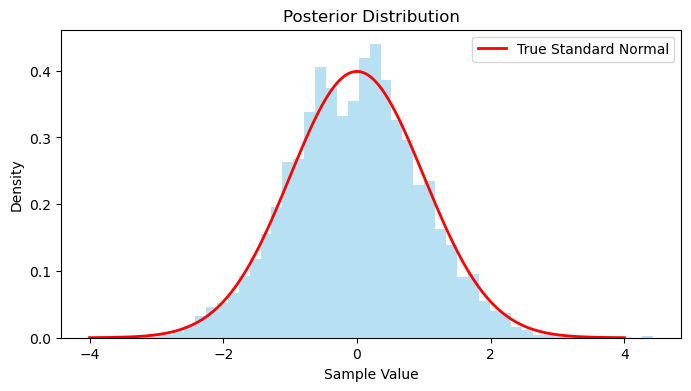 Posterior Distribution
True Standard Normal
Density
0.4
0.3
0.2
0.1
0.0
−4
−2
0
2
4
Sample Value